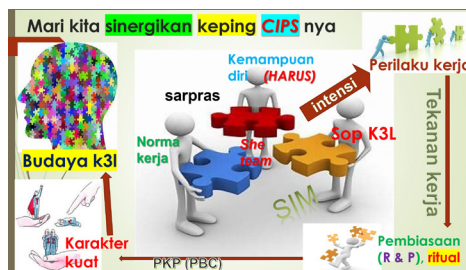 Mari kita sinergikan keping CIPS nya
Kemampuan
diri (HARUS)
sarpras
intensi
Perilaku kerja
Norma
kerja
She
team
Sop K3L
Tekanan kerja
Budaya k3l
SIM
Karakter
kuat
PKP (PBC)
Pembiasaan
(R & P), ritual